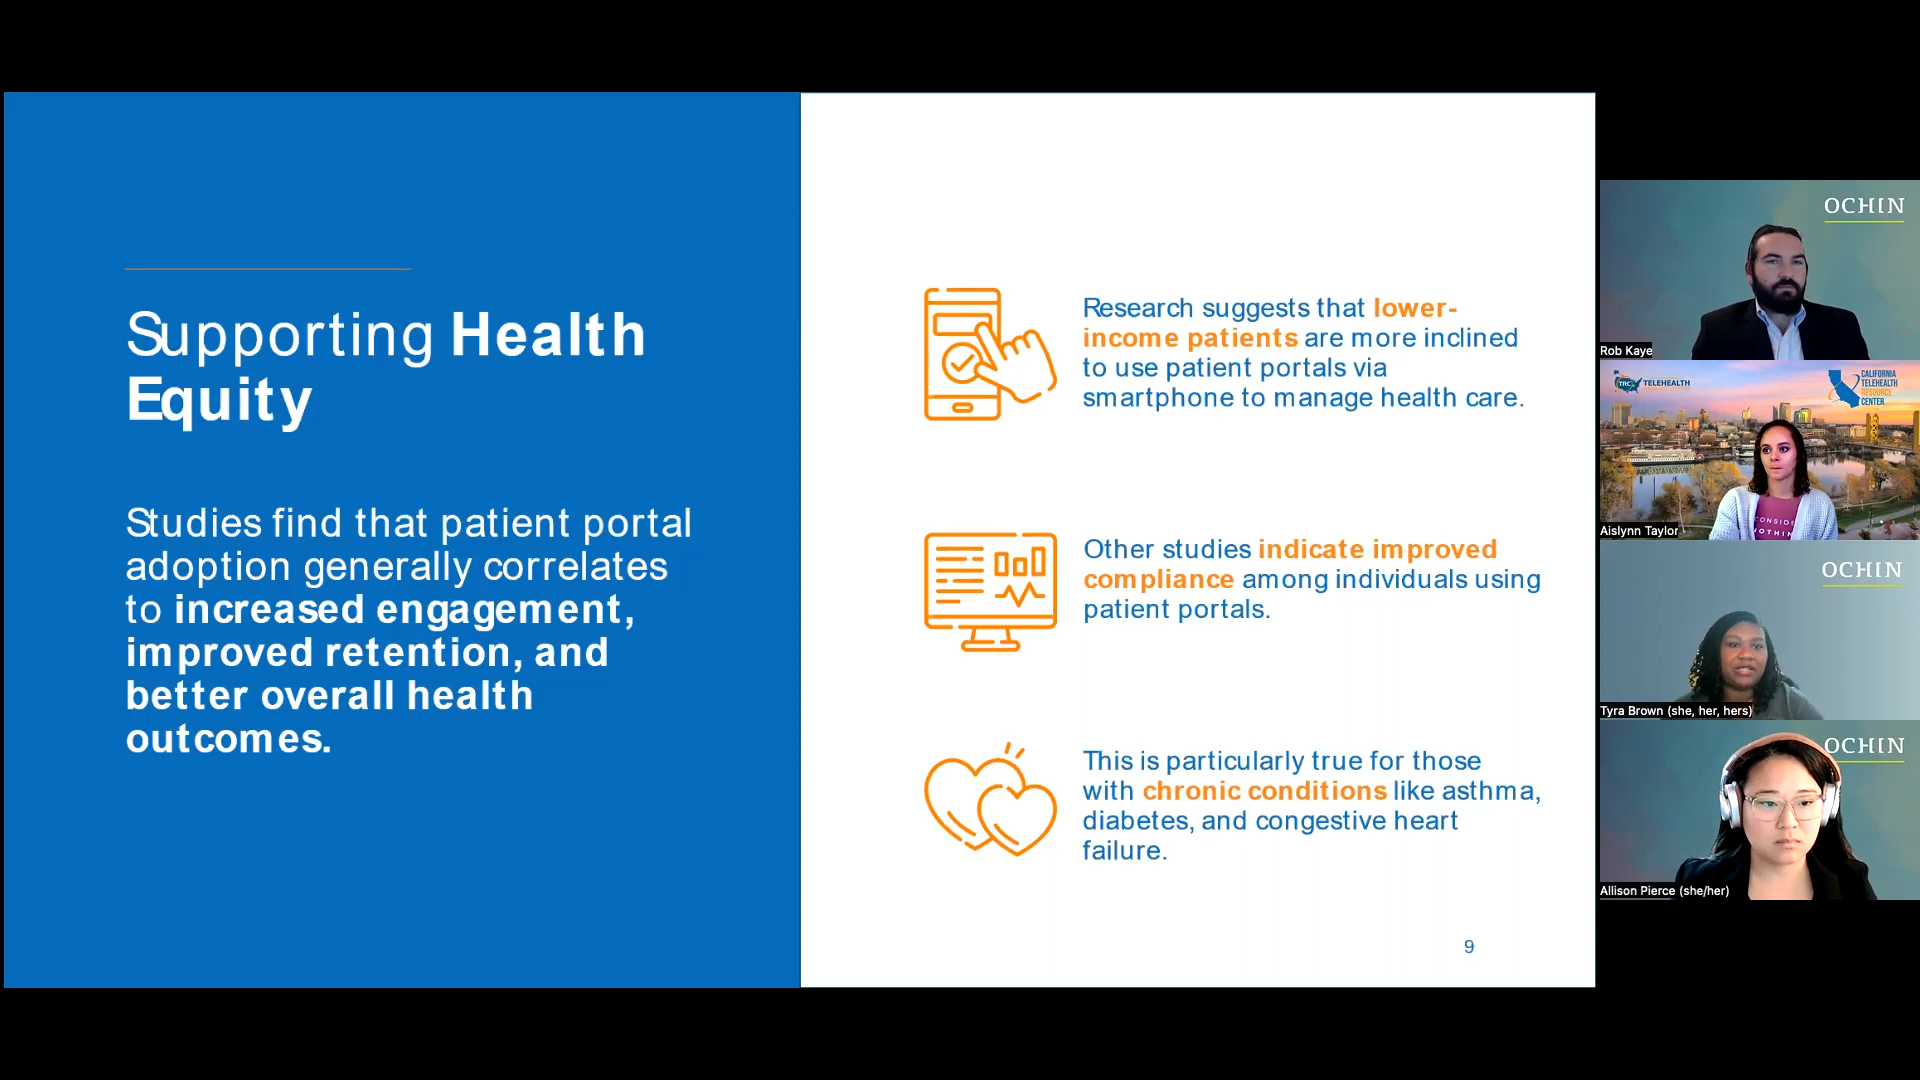 Supporting Health
Equity
Studies find that patient portal
adoption generally correlates
to increased engagement,
improved retention, and
better overall health
outcomes.
Research suggests that lower-
income patients are more inclined
to use patient portals via
smartphone to manage health care.
Other studies indicate improved
compliance among individuals using
patient portals.
This is particularly true for those
with chronic conditions like asthma,
diabetes, and congestive heart
failure.
9
OCHIN
Rob Kaye
TRC
TELEHEALTH
CALIFORNIA
TELEHEALTH
RESOURCE
CENTER
CONSIDE
Aislynn Taylor
OCHIN
Tyra Brown (she, her, hers)
OCHIN
Allison Pierce (she/her)